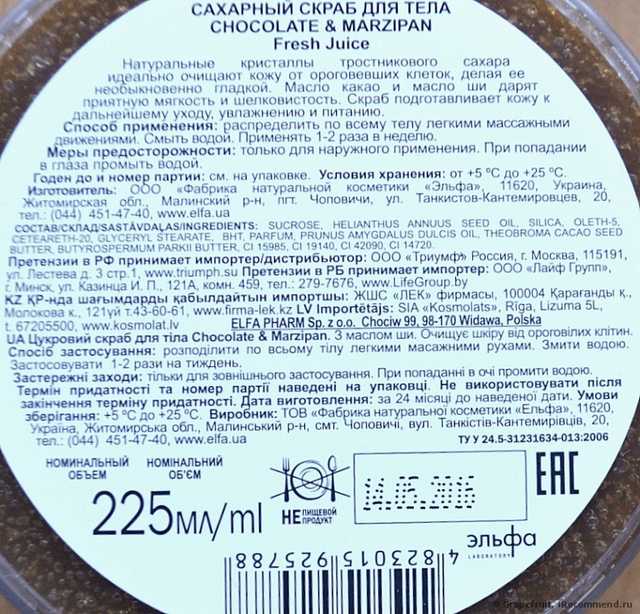 САХАРНЫЙ СКРАБ ДЛЯ ТЕЛА
CHOCOLATE & MARZIPAN
Fresh Juice
Натуральные кристаллы тростникового сахара
идеально очищают кожу от ороговевших клеток, делая ее
необыкновенно гладкой. Масло какао и масло ши дарят
приятную мягкость и шелковистость. Скраб подготавливает кожу к
дальнейшему уходу, увлажнению и питанию.
Способ применения: распределить по всему телу легкими массажными
движениями. Смыть водой. Применять 1-2 раза в неделю.
Меры предосторожности: только для наружного применения. При попадании
в глаза промыть водой.
Годен до и номер партии: см. на упаковке. Условия хранения: от +5 ºС до +25 ºС.
Изготовитель: ООО «Фабрика натуральной косметики «Эльфа», 11620, Украина,
Житомирская обл., Малинский р-н, пгт. Чоповичи, ул. Танкистов-Кантемировцев, 20,
тел.: (044) 451-47-40, www.elfa.ua
СОСТАВ/СКЛАД/SASTĀVDAĻAS/INGREDIENTS: SUCROSE, HELIANTHUS ANNUUS SEED OIL, SILICA, OLETH-5,
CETEARETH-20, GLYCERYL STEARATE, BHT, PARFUM, PRUNUS AMYGDALUS DULCIS OIL, THEOBROMA CACAO SEED
BUTTER, BUTYROSPERMUM PARKII BUTTER, CI 15985, CI 19140, CI 42090, CI 14720.
Претензии в РФ принимает импортер/дистрибьютор: ООО «Триумф» Россия, г. Москва, 115191,
ул. Лестева д. 3 стр.1, www.triumph.su Претензии в РБ принимает импортер: ООО «Лайф Групп»,
г. Минск, ул. Казинца И. П., 121А, комн. 459, тел.: 279-7676, www.LifeGroup.by
KZ ҚР-нда шағымдарды қабылдайтын импортшы: ЖШС «ЛЕК» фирмасы, 100004 Қарағанды қ.,
Молокова к., 121үй т.43-60-61, www.firma-lek.kz LV Importētājs: SIA «Kosmolats», Rīga, Lizuma 5L,
t. 67205500, www.kosmolat.lv ELFA PHARM Sp. z o.o. Chociw 99, 98-170 Widawa, Polska
UA Цукровий скраб для тіла Chocolate & Marzipan. З маслом ши. Очищує шкіру від ороговілих клітин.
Спосіб застосування: розподілити по всьому тілу легкими масажними рухами. Змити водою.
Застосовувати 1-2 рази на тиждень.
Застережні заходи: тільки для зовнішнього застосування. При попаданні в очі промити водою.
Термін придатності та номер партії наведені на упаковці. Не використовувати після
закінчення терміну придатності. Дата виготовлення: за 24 місяці до наведеної дати. Умови
зберігання: +5 ºС до +25 ºС. Виробник: ТОВ «Фабрика натуральної косметики «Ельфа», 11620,
Україна, Житомирська обл., Малинський р-н, смт. Чоповичі, вул. Танкістів-Кантемирівців, 20,
тел.: (044) 451-47-40, www.elfa.ua
ТУ У 24.5-31231634-013:2006
НОМИНАЛЬНЫЙ ОБЪЕМ
НОМІНАЛЬНИЙ ОБ'ЄМ
225мл/ml
НЕ ПИЩЕВОЙ ПРОДУКТ
14.05.2016
EAC
эльфа
LABORATORY
4 823015 925788
© Grapefruit, iRecommend.ru